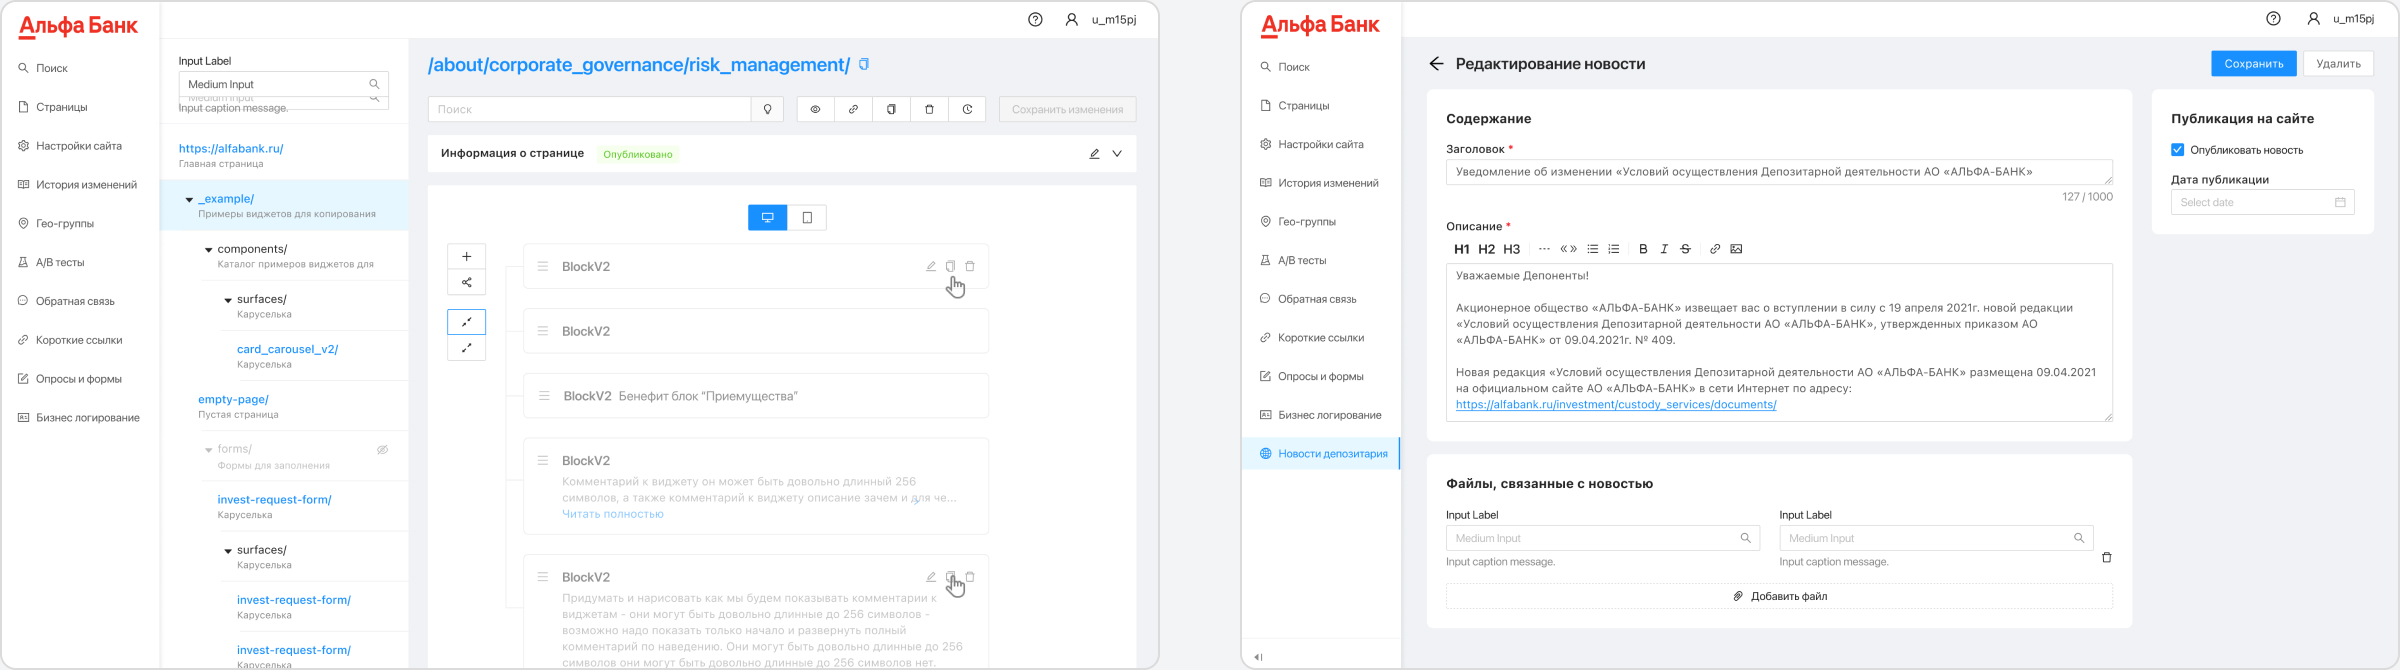 Альфа Банк
Поиск
Страницы
Настройки сайта
История изменений
Гео-группы
A/B тесты
Обратная связь
Короткие ссылки
Опросы и формы
Бизнес логирование
Input Label
Medium Input
Medium Input
Input caption message.
https://alfabank.ru/
Главная страница
_example/
Примеры виджетов для копирования
components/
Каталог примеров виджетов для
surfaces/
Каруселька
card_carousel_v2/
Каруселька
empty-page/
Пустая страница
forms/
Формы для заполнения
invest-request-form/
Каруселька
surfaces/
Каруселька
invest-request-form/
Каруселька
invest-request-form/
Каруселька
u_m15pj
/about/corporate_governance/risk_management/
Поиск
Сохранить изменения
Информация о странице Опубликовано
BlockV2
BlockV2
BlockV2 Бенефит блок “Приемущества”
BlockV2
Комментарий к виджету он может быть довольно длинный 256
символов, а также комментарий к виджету описание зачем и для че...
Читать полностью
BlockV2
Придумать и нарисовать как мы будем показывать комментарии к
виджетам - они могут быть довольно длинные до 256 символов -
возможно надо показать только начало и развернуть полный
комментарий по наведению. Они могут быть довольно длинные до 256
символов они могут быть довольно длинные до 256 символов нет.
Альфа Банк
Поиск
Страницы
Настройки сайта
История изменений
Гео-группы
A/B тесты
Обратная связь
Короткие ссылки
Опросы и формы
Бизнес логирование
Новости депозитария
u_m15pj
Редактирование новости
Сохранить
Удалить
Содержание
Заголовок *
Уведомление об изменении «Условий осуществления Депозитарной деятельности АО «АЛЬФА-БАНК»
127 / 1000
Описание *
H1 H2 H3 ··· «» B I S
Уважаемые Депоненты!
Акционерное общество «АЛЬФА-БАНК» извещает вас о вступлении в силу с 19 апреля 2021г. новой редакции
«Условий осуществления Депозитарной деятельности АО «АЛЬФА-БАНК», утвержденных приказом АО
«АЛЬФА-БАНК» от 09.04.2021г. № 409.
Новая редакция «Условий осуществления Депозитарной деятельности АО «АЛЬФА-БАНК» размещена 09.04.2021
на официальном сайте АО «АЛЬФА-БАНК» в сети Интернет по адресу:
https://alfabank.ru/investment/custody_services/documents/
Файлы, связанные с новостью
Input Label
Medium Input
Input caption message.
Input Label
Medium Input
Input caption message.
Добавить файл
Публикация на сайте
Опубликовать новость
Дата публикации
Select date